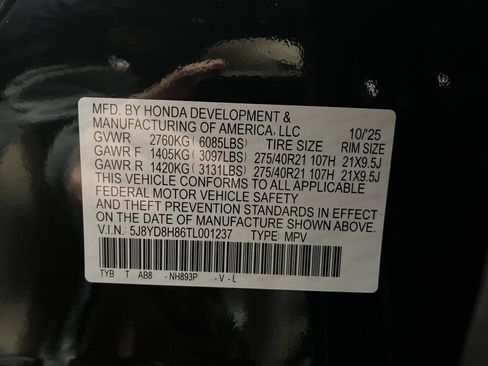 MFD. BY HONDA DEVELOPMENT &
MANUFACTURING OF AMERICA, LLC 10/'25
GVWR 2760KG (6085LBS) TIRE SIZE RIM SIZE
GAWR F 1405KG (3097LBS) 275/40R21 107H 21X9.5J
GAWR R 1420KG (3131LBS) 275/40R21 107H 21X9.5J
THIS VEHICLE CONFORMS TO ALL APPLICABLE
FEDERAL MOTOR VEHICLE SAFETY
AND THEFT PREVENTION STANDARDS IN EFFECT
ON THE DATE OF MANUFACTURE SHOWN ABOVE.
V.I.N.: 5J8YD8H86TL001237 TYPE: MPV
TYB T AB8 -NH893P -V-L